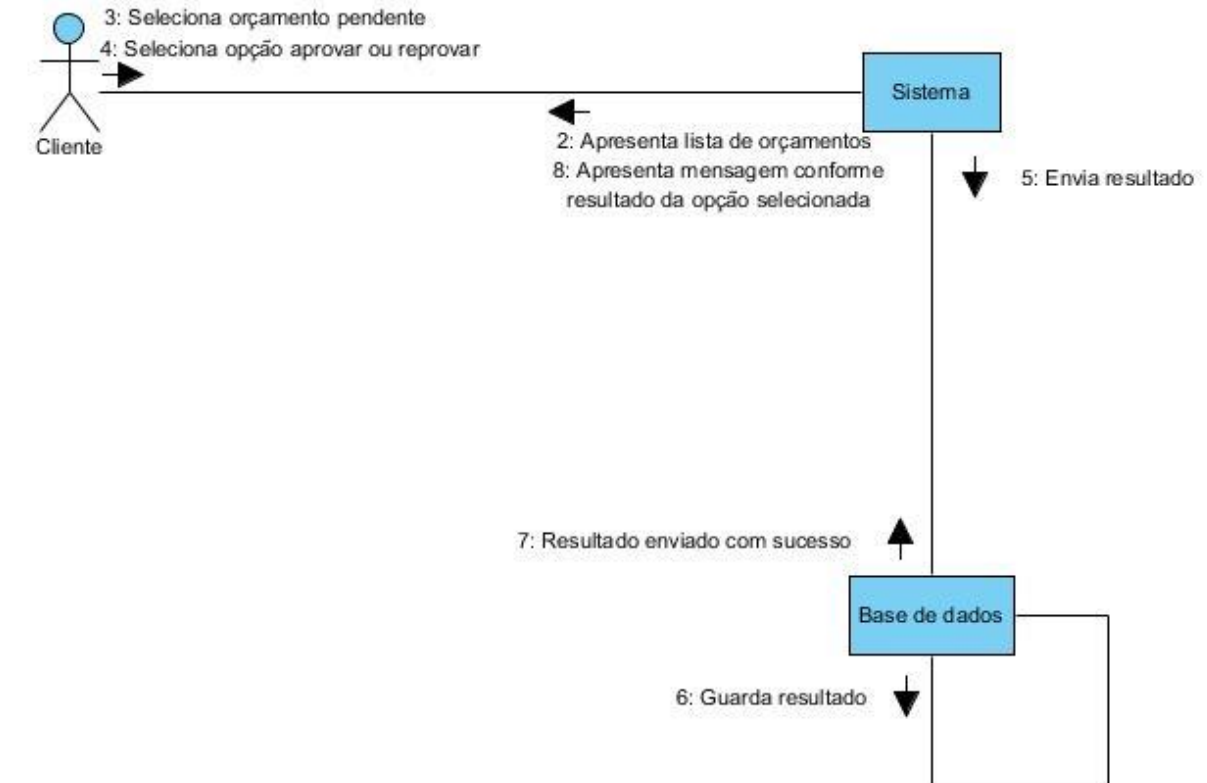 3: Seleciona orçamento pendente
4: Seleciona opção aprovar ou reprovar
Cliente
Sistema
2: Apresenta lista de orçamentos
8: Apresenta mensagem conforme
resultado da opção selecionada
5: Envia resultado
7: Resultado enviado com sucesso
Base de dados
6: Guarda resultado